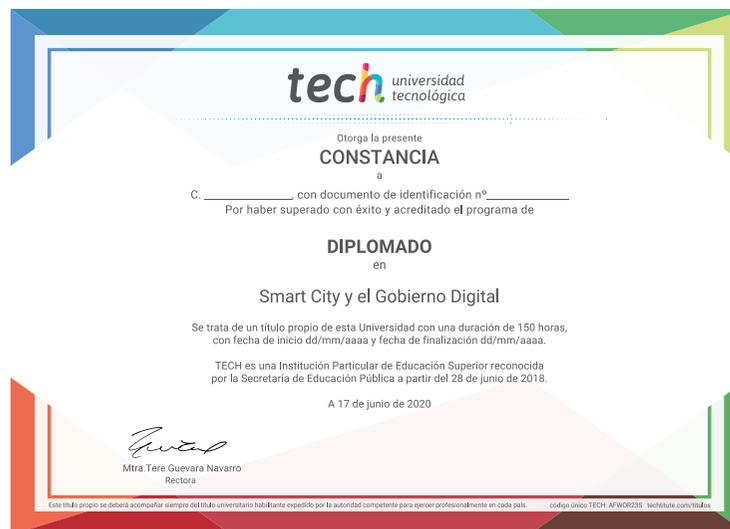 tech universidad
tecnológica
Otorga la presente
CONSTANCIA
a
C. ______________, con documento de identificación nº______________
Por haber superado con éxito y acreditado el programa de
DIPLOMADO
en
Smart City y el Gobierno Digital
Se trata de un título propio de esta Universidad con una duración de 150 horas,
con fecha de inicio dd/mm/aaaa y fecha de finalización dd/mm/aaaa.
TECH es una Institución Particular de Educación Superior reconocida
por la Secretaría de Educación Pública a partir del 28 de junio de 2018.
A 17 de junio de 2020
Mtra.Tere Guevara Navarro
Rectora
Este título propio se deberá acompañar siempre del título universitario habilitante expedido por la autoridad competente para ejercer profesionalmente en cada país. código único TECH: AFWOR23S techtitute.com/titulos